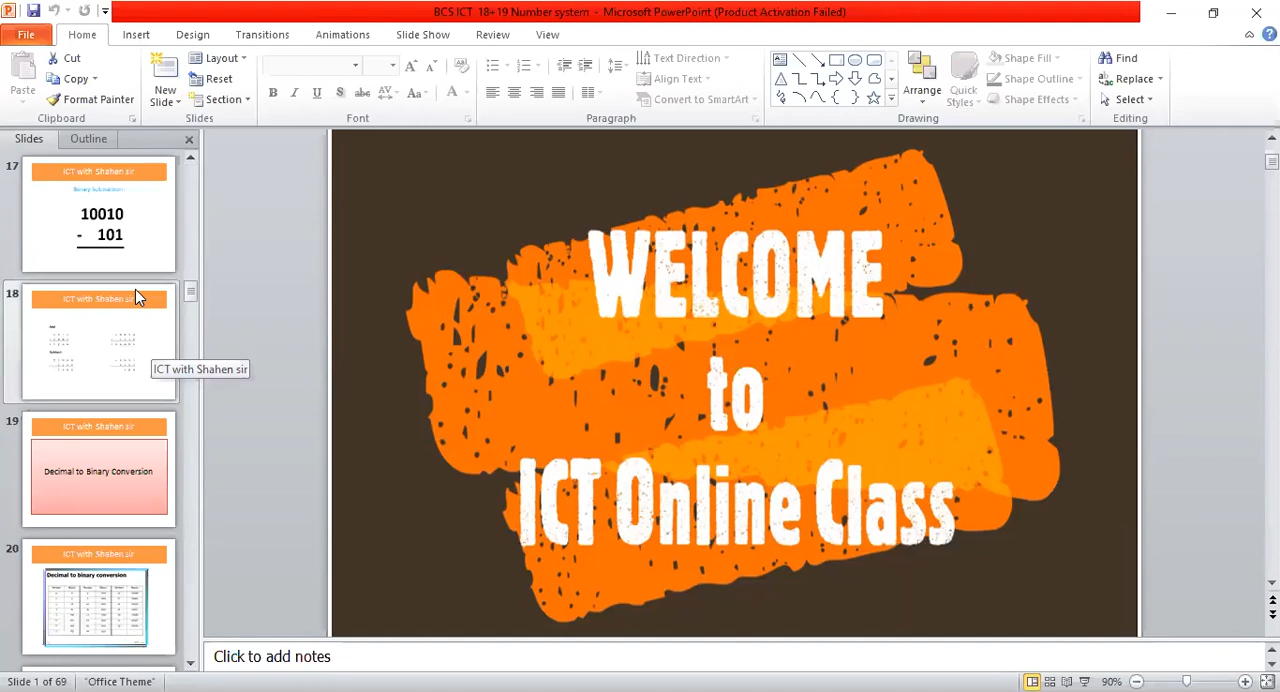 BCS ICT 18+19 Number system - Microsoft PowerPoint (Product Activation Failed)
File Home Insert Design Transitions Animations Slide Show Review View
Paste
Cut
Copy
Format Painter
Clipboard
New
Slide
Layout
Reset
Section
Slides
B I U S abc AV Aa A
Font
Text Direction
Align Text
Convert to SmartArt
Paragraph
Arrange
Quick
Styles
Shape Fill
Shape Outline
Shape Effects
Drawing
Find
Replace
Select
Editing
Slides Outline
17
ICT with Shahen sir
Binary Subtraction:
10010
- 101
18
ICT with Shahen sir
ICT with Shahen sir
19
ICT with Shahen sir
Decimal to Binary Conversion
20
ICT with Shahen sir
Decimal to binary conversion
WELCOME
to
ICT Online Class
Click to add notes
Slide 1 of 69 "Office Theme" 90%